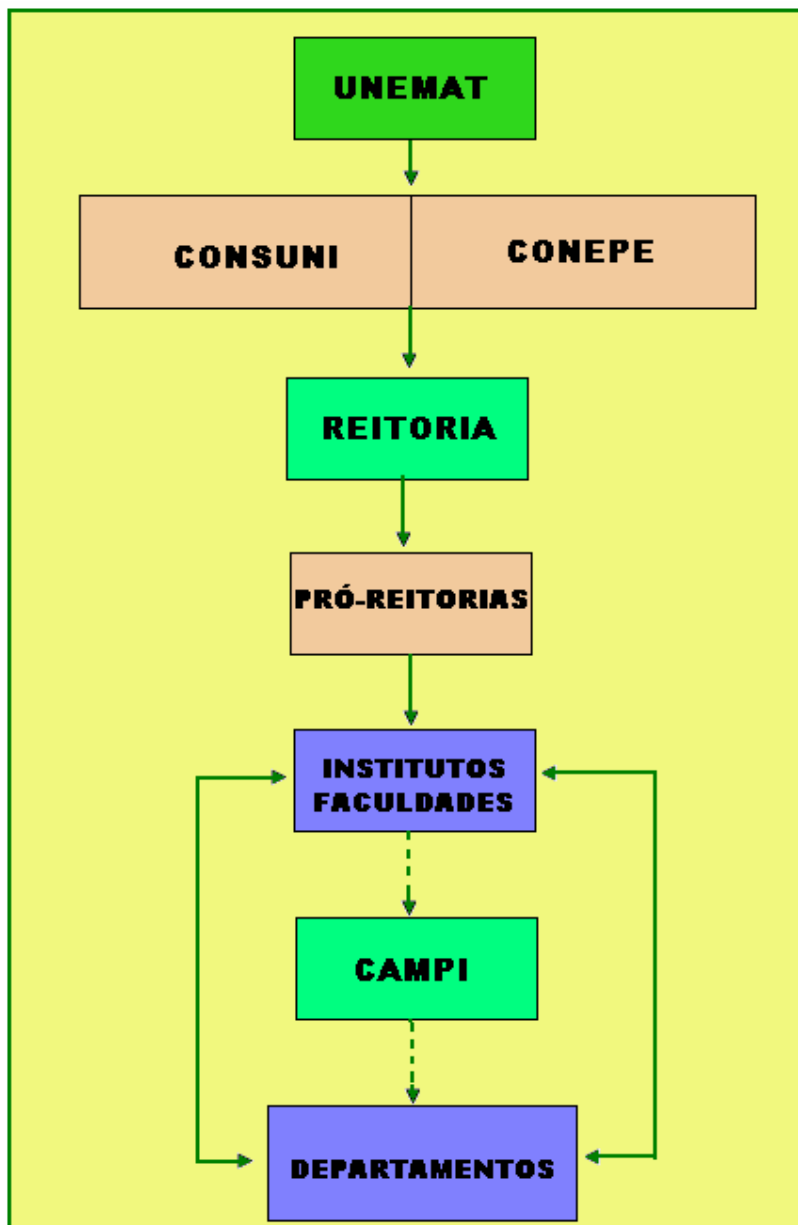 UNEMAT
CONSUNI
CONEPE
REITORIA
PRÓ-REITORIAS
INSTITUTOS
FACULDADES
CAMPI
DEPARTAMENTOS